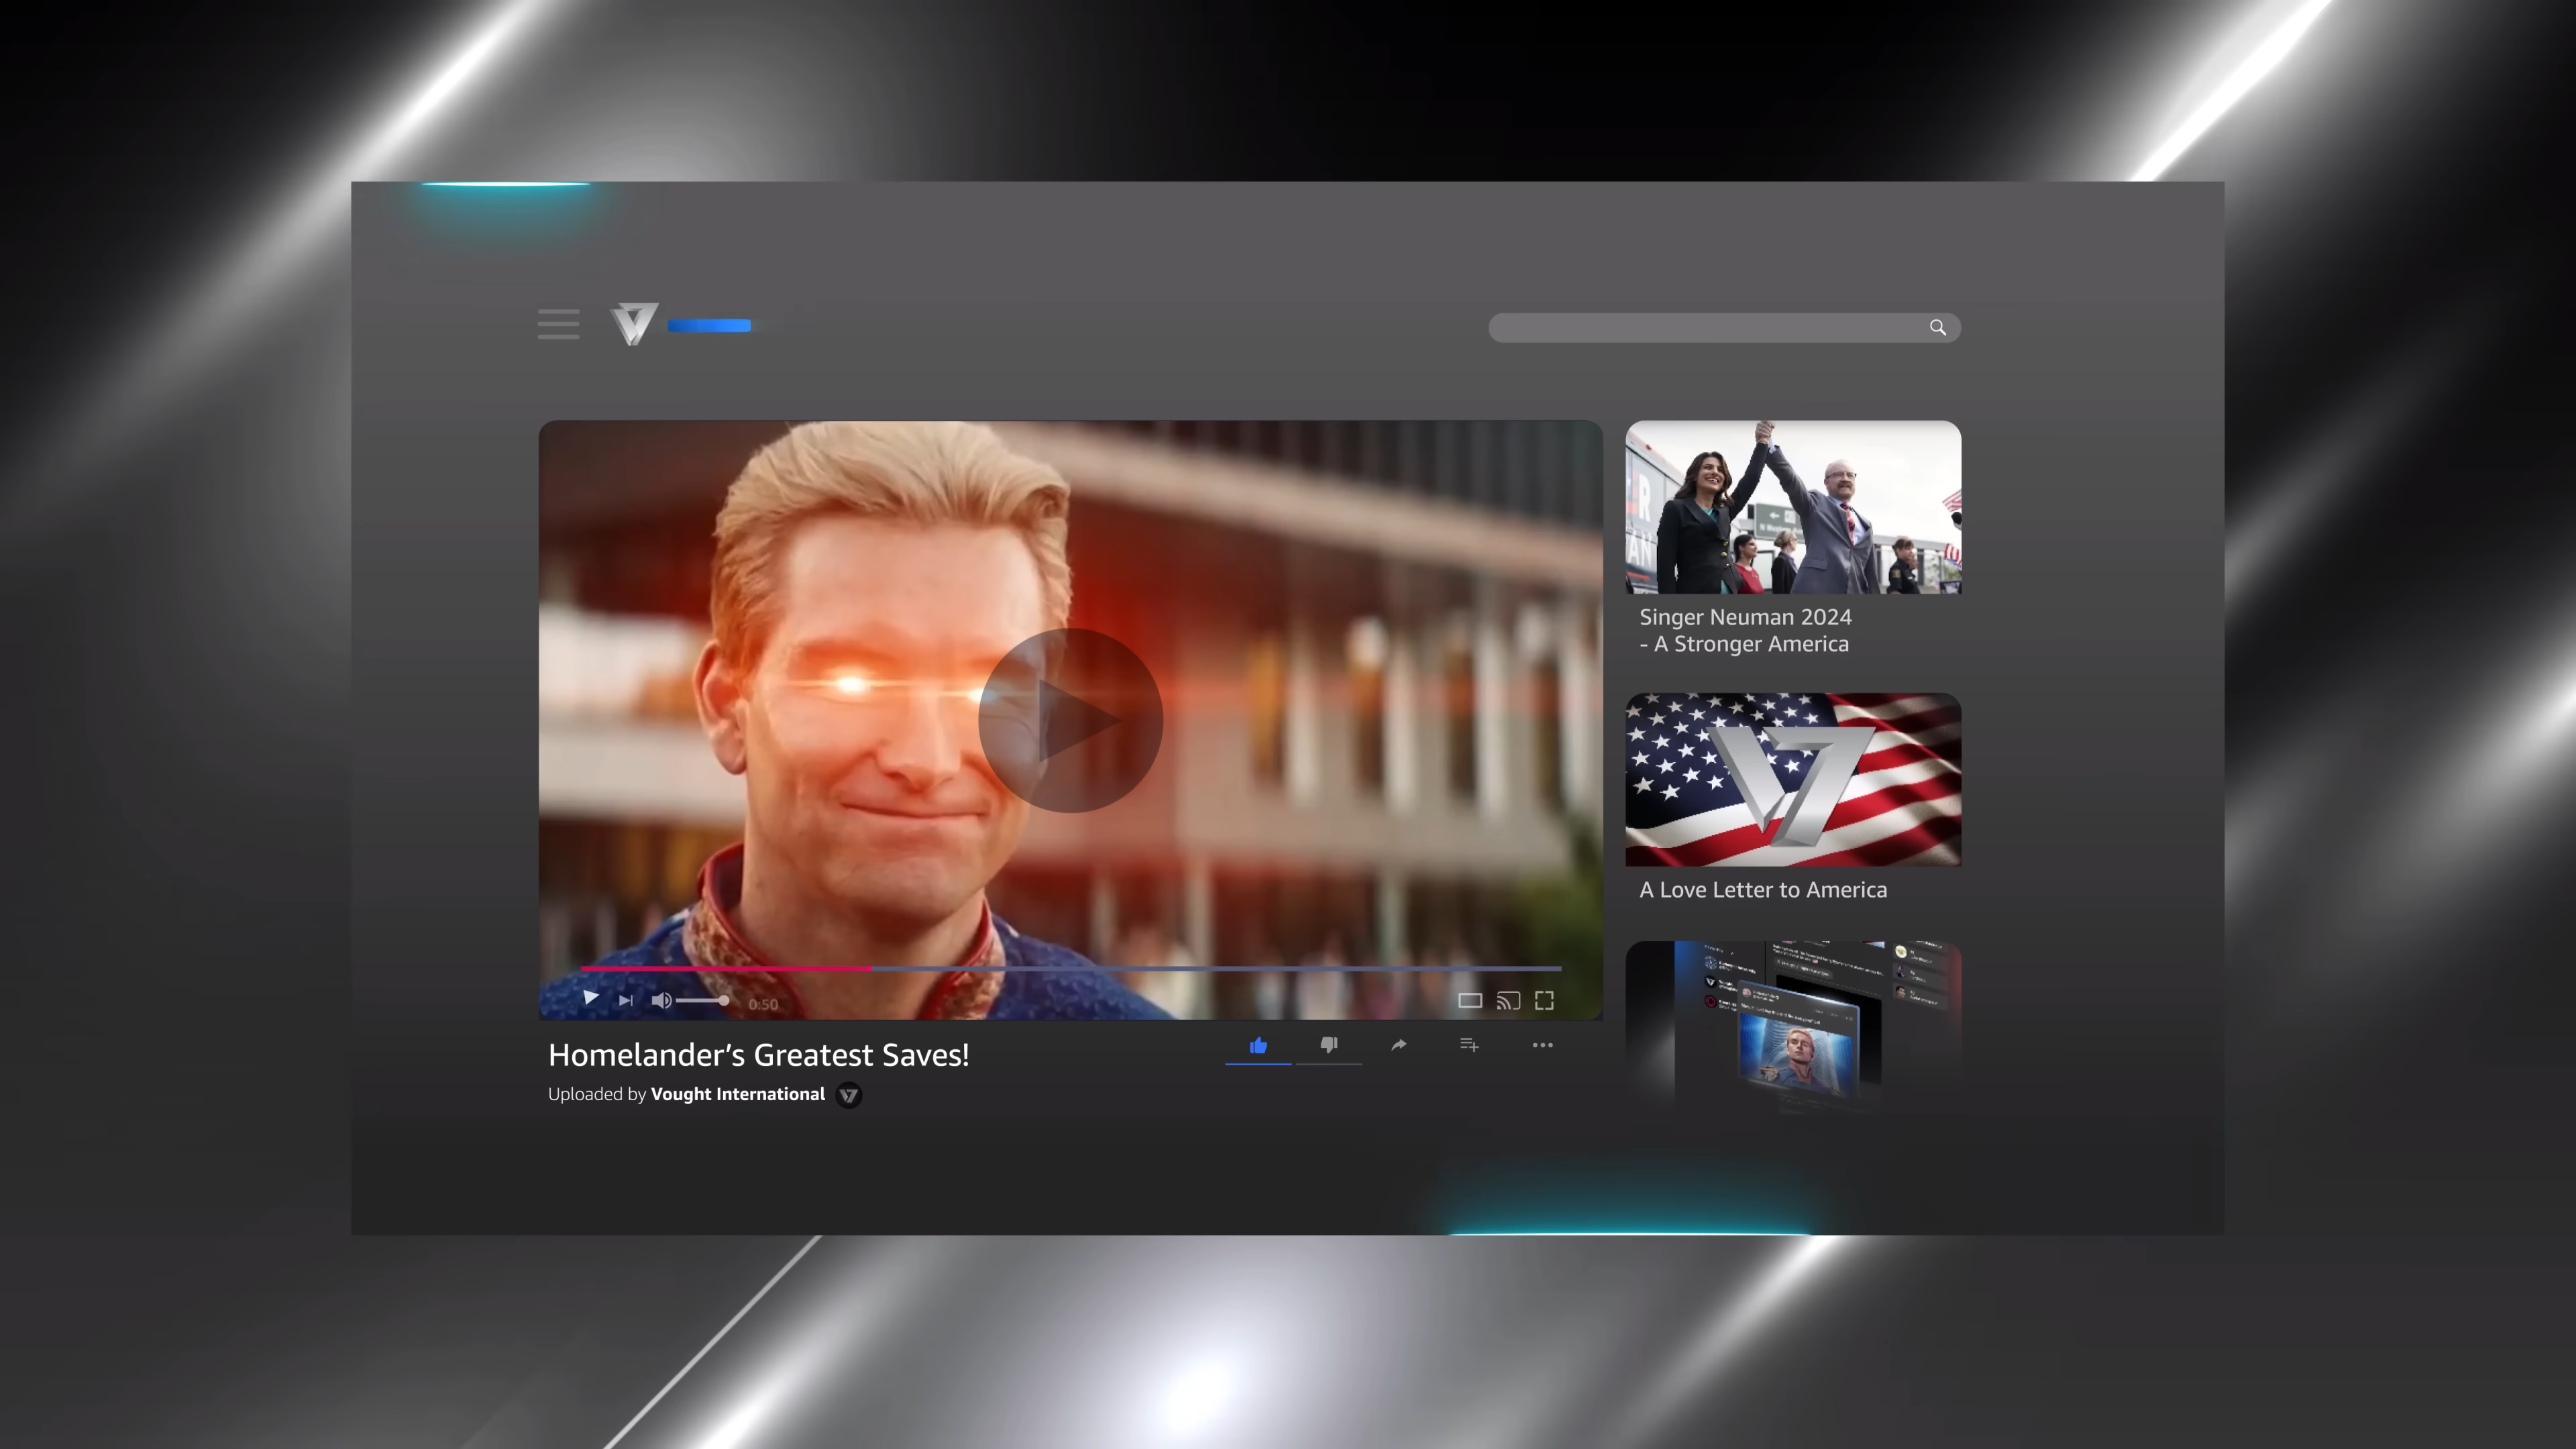 Singer Neuman 2024
- A Stronger America
A Love Letter to America
0:50
Homelander's Greatest Saves!
Uploaded by Vought International